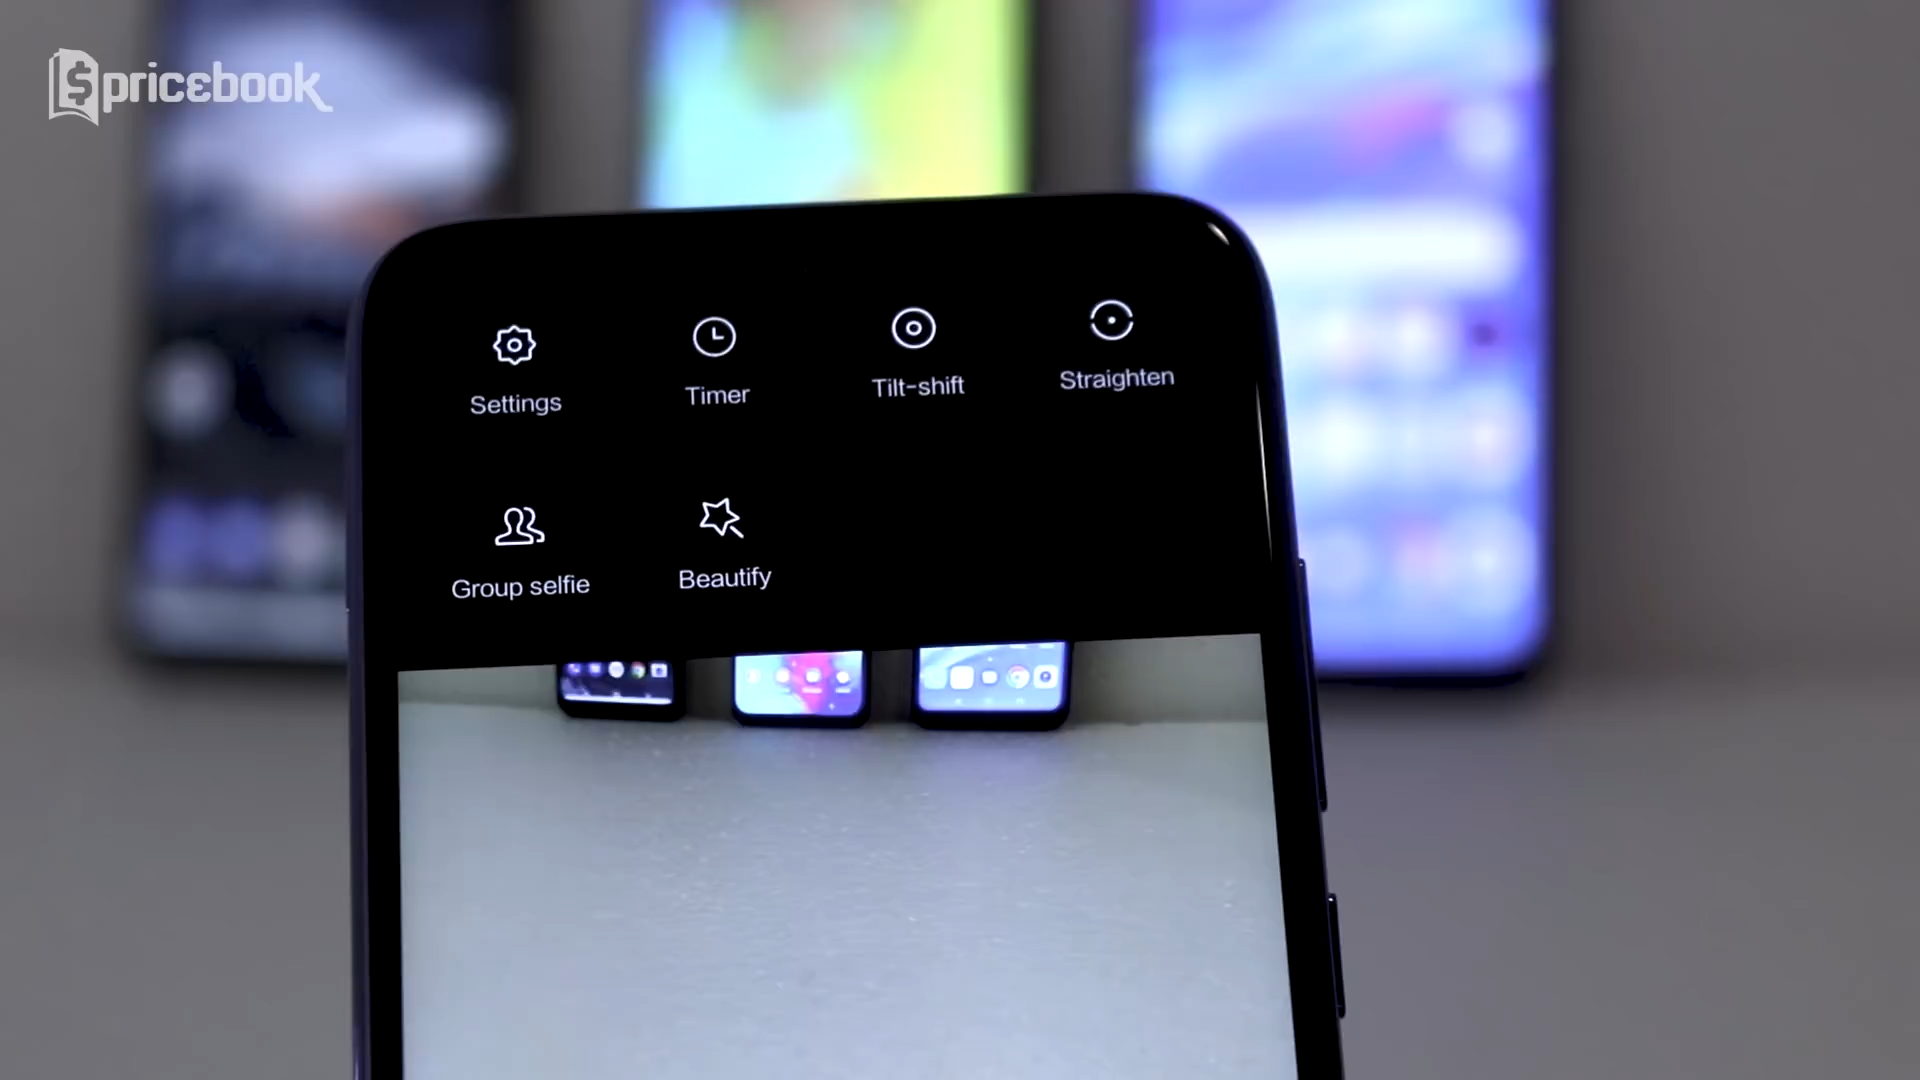 pricebook
Settings
Timer
Tilt-shift
Straighten
Group selfie
Beautify